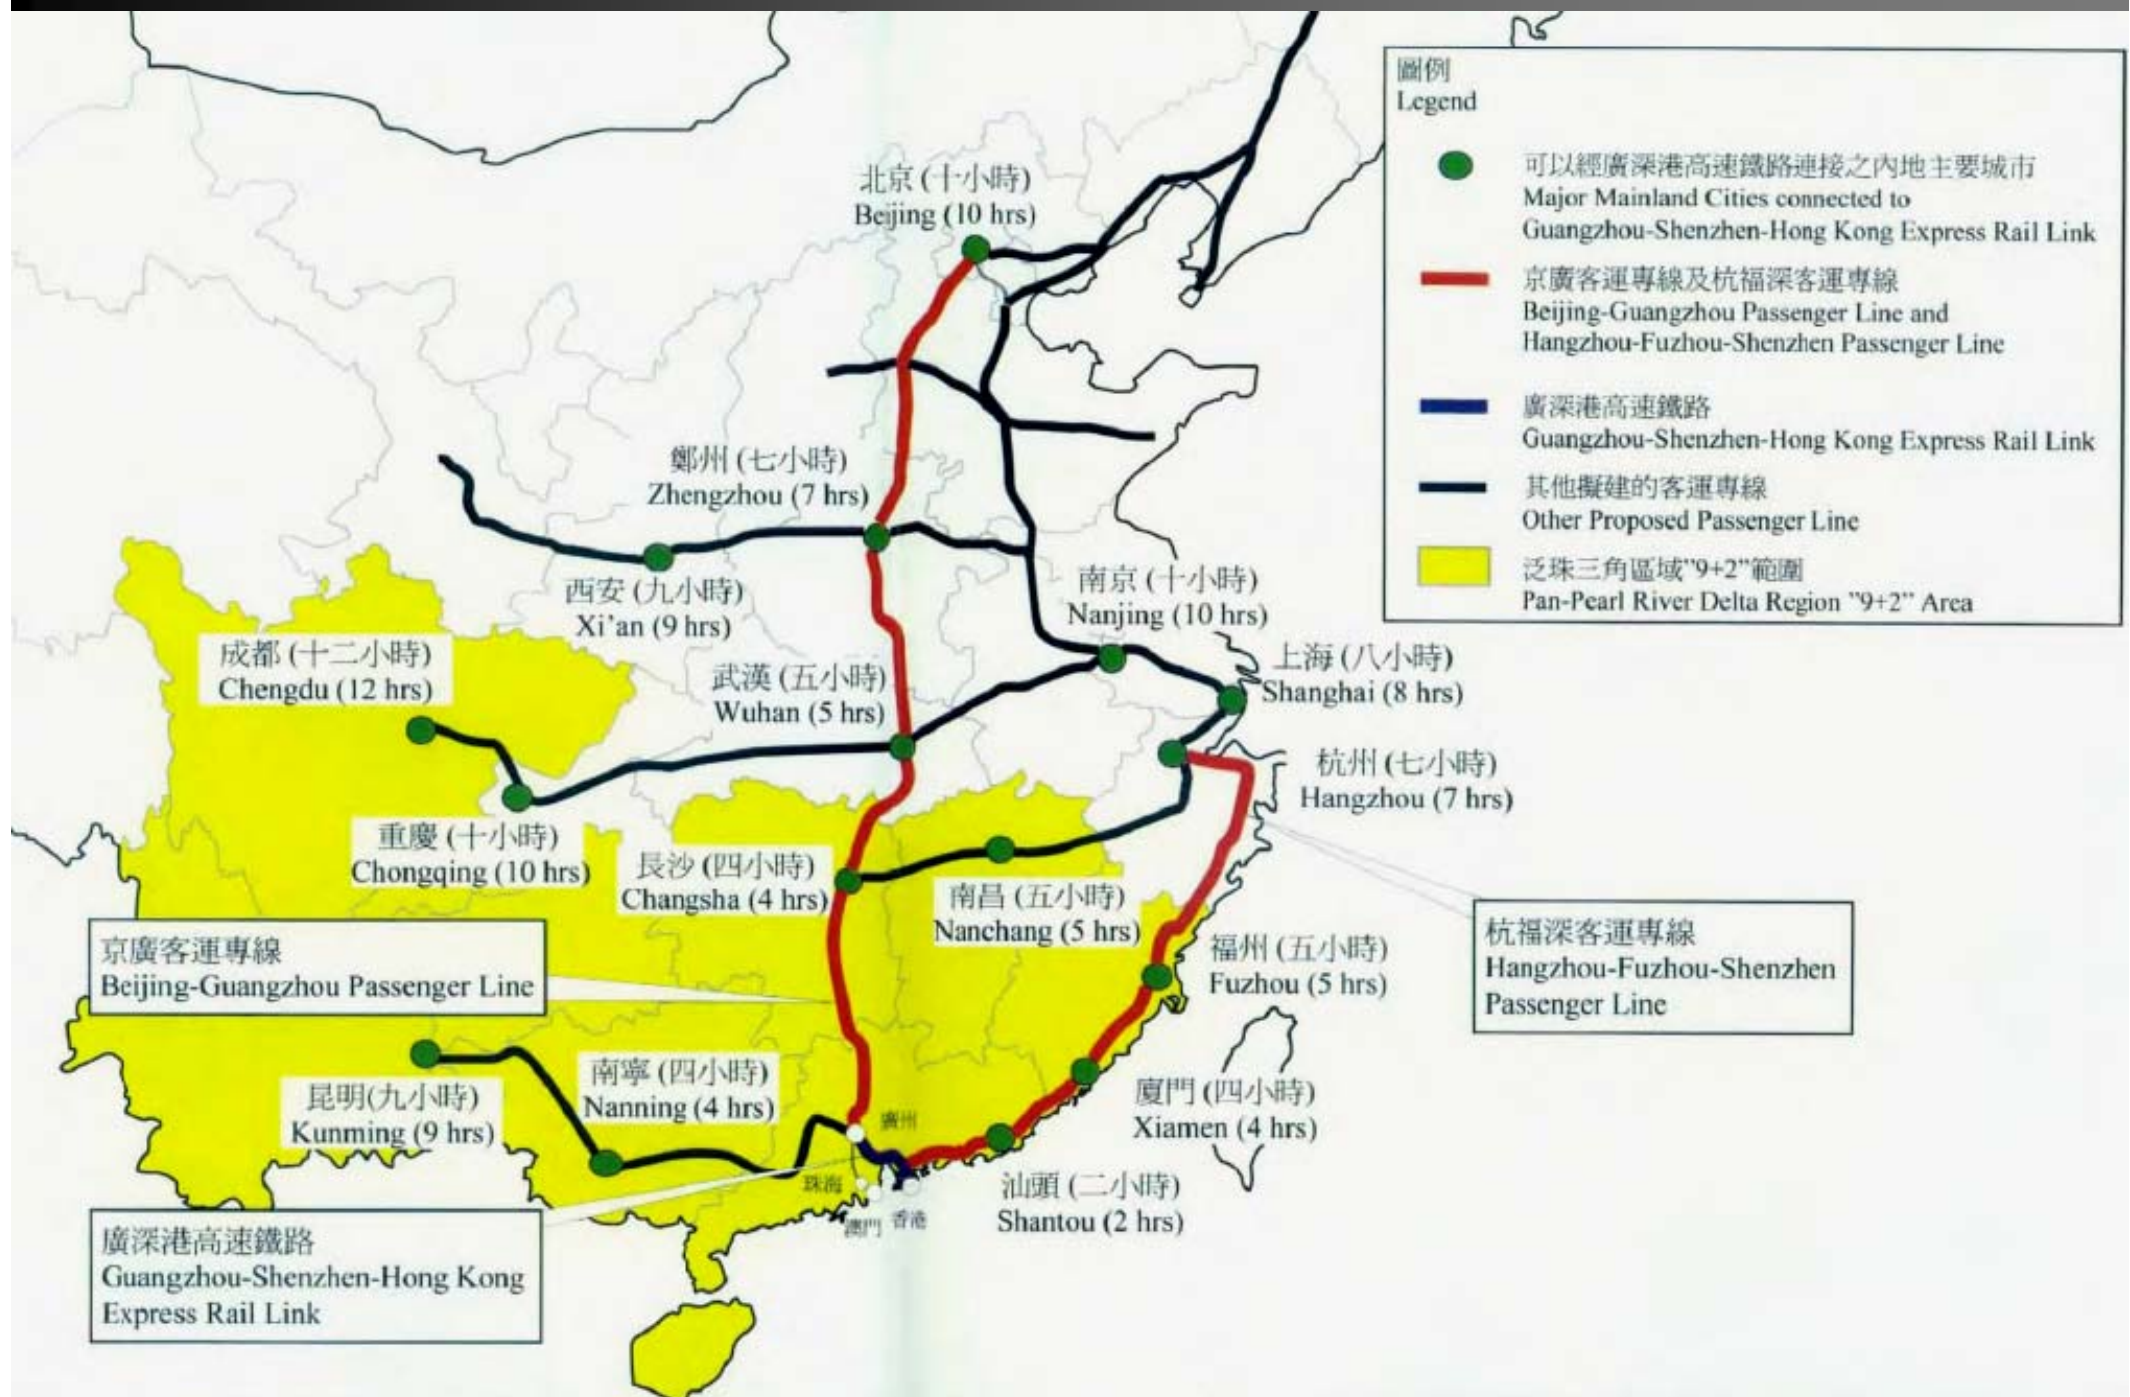 圖例
Legend
可以經廣深港高速鐵路連接之內地主要城市
Major Mainland Cities connected to
Guangzhou-Shenzhen-Hong Kong Express Rail Link
京廣客運專線及杭福深客運專線
Beijing-Guangzhou Passenger Line and
Hangzhou-Fuzhou-Shenzhen Passenger Line
廣深港高速鐵路
Guangzhou-Shenzhen-Hong Kong Express Rail Link
其他擬建的客運專線
Other Proposed Passenger Line
泛珠三角區域"9+2"範圍
Pan-Pearl River Delta Region "9+2" Area
北京 (十小時)
Beijing (10 hrs)
鄭州 (七小時)
Zhengzhou (7 hrs)
西安 (九小時)
Xi'an (9 hrs)
南京 (十小時)
Nanjing (10 hrs)
成都 (十二小時)
Chengdu (12 hrs)
武漢 (五小時)
Wuhan (5 hrs)
上海 (八小時)
Shanghai (8 hrs)
杭州 (七小時)
Hangzhou (7 hrs)
重慶 (十小時)
Chongqing (10 hrs)
長沙 (四小時)
Changsha (4 hrs)
南昌 (五小時)
Nanchang (5 hrs)
福州 (五小時)
Fuzhou (5 hrs)
京廣客運專線
Beijing-Guangzhou Passenger Line
杭福深客運專線
Hangzhou-Fuzhou-Shenzhen
Passenger Line
昆明(九小時)
Kunming (9 hrs)
南寧 (四小時)
Nanning (4 hrs)
廣州
廈門 (四小時)
Xiamen (4 hrs)
珠海
澳門
香港
汕頭 (二小時)
Shantou (2 hrs)
廣深港高速鐵路
Guangzhou-Shenzhen-Hong Kong
Express Rail Link